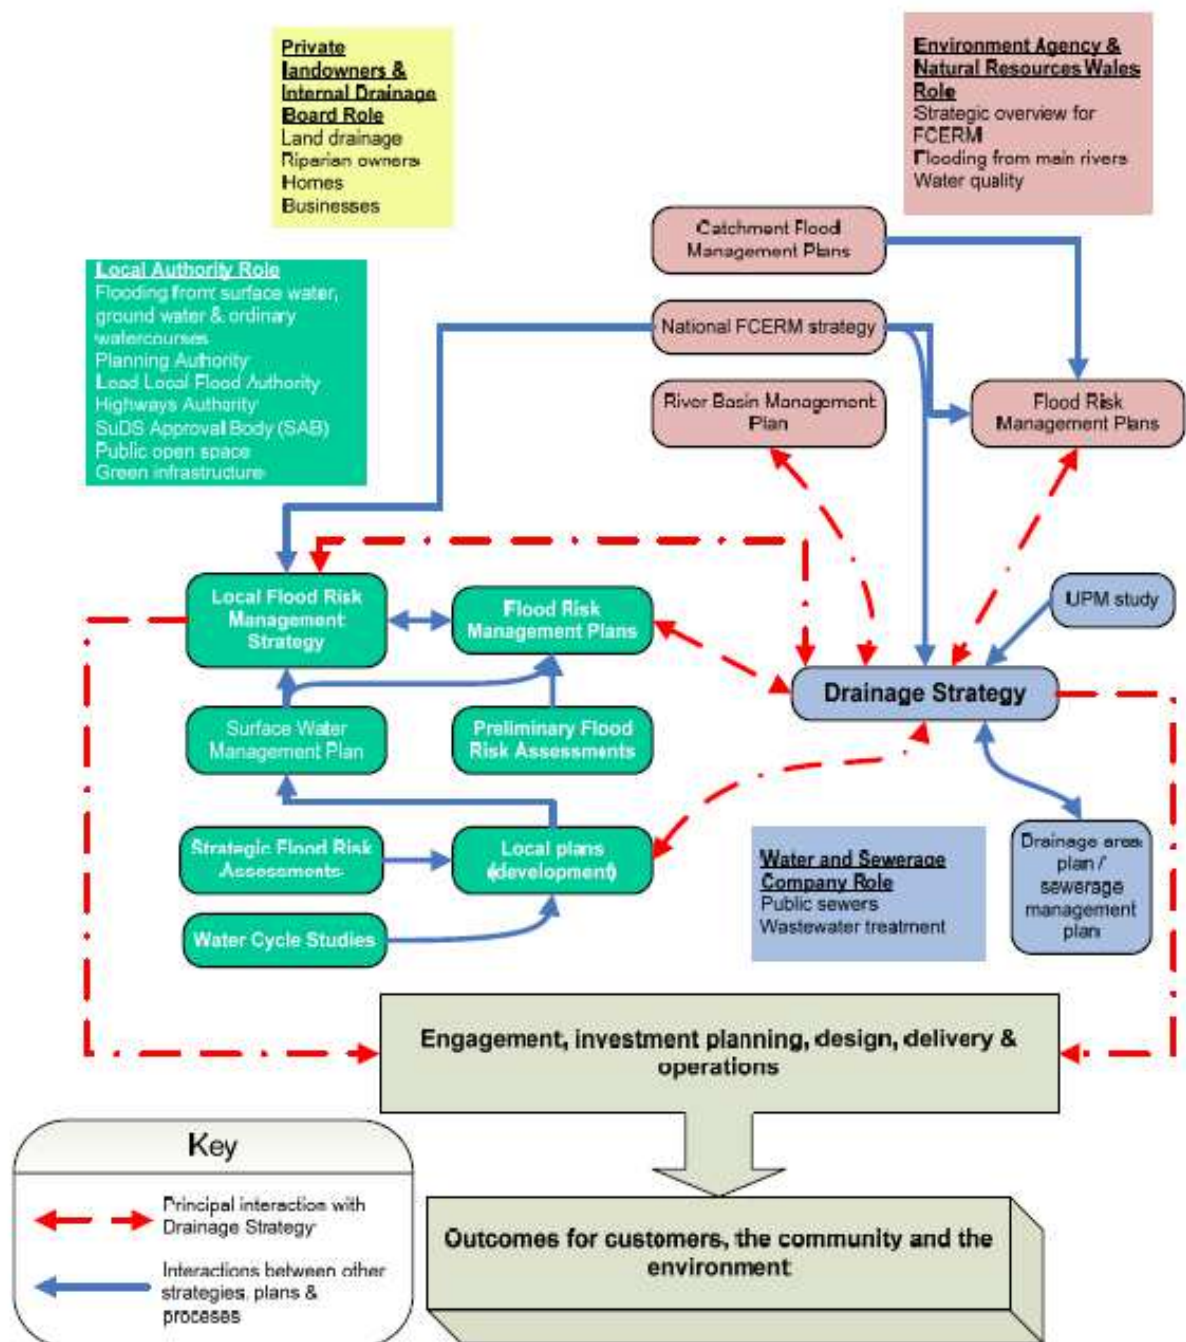 Private
landowners &
Internal Drainage
Board Role
Land drainage
Riparian owners
Homes
Businesses
Environment Agency &
Natural Resources Wales
Role
Strategic overview for
FCERM
Flooding from main rivers
Water quality
Catchment Flood
Management Plans
Local Authority Role
Flooding from surface water,
ground water & ordinary
watercourses
Planning Authority
Lead Local Flood Authority
Highways Authority
SuDS Approval Body (SAB)
Public open space
Green infrastructure
National FCERM strategy
River Basin Management
Plan
Flood Risk
Management Plans
Local Flood Risk
Management
Strategy
Flood Risk
Management Plans
UPM study
Drainage Strategy
Surface Water
Management Plan
Preliminary Flood
Risk Assessments
Strategic Flood Risk
Assessments
Local plans
(development)
Water and Sewerage
Company Role
Public sewers
Wastewater treatment
Drainage area
plan /
sewerage
management
plan
Water Cycle Studies
Engagement, investment planning, design, delivery &
operations
Key
Principal interaction with
Drainage Strategy
Interactions between other
strategies, plans &
proceses
Outcomes for customers, the community and the
environment